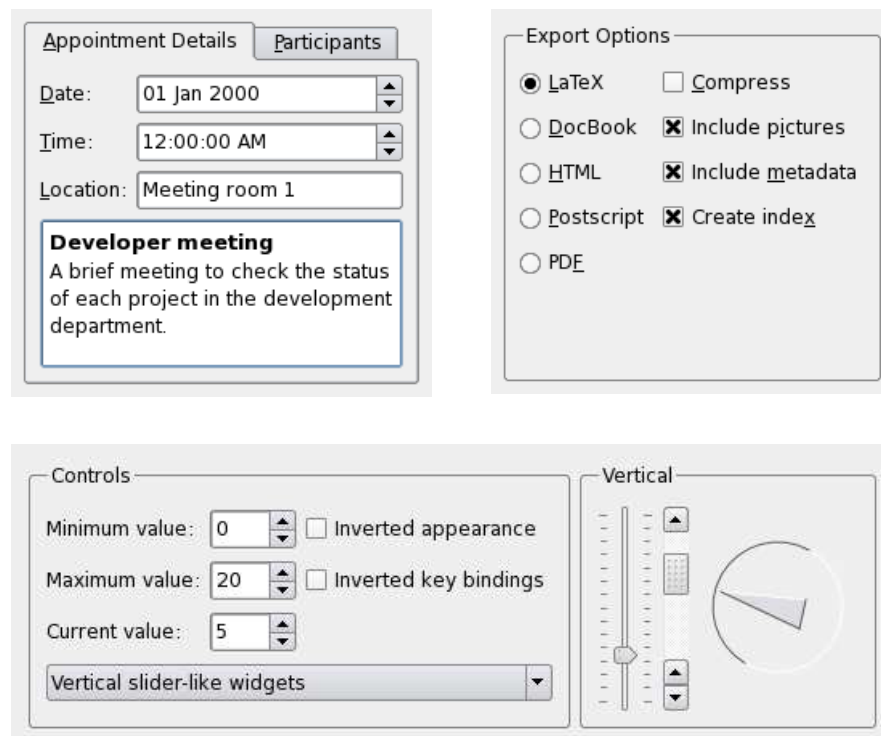 Appointment Details
Participants
Date:
01 Jan 2000
Time:
12:00:00 AM
Location:
Meeting room 1
Developer meeting
A brief meeting to check the status
of each project in the development
department.
Export Options
LaTeX
Compress
DocBook
Include pictures
HTML
Include metadata
Postscript
Create index
PDF
Controls
Minimum value:
0
Inverted appearance
Maximum value:
20
Inverted key bindings
Current value:
5
Vertical slider-like widgets
Vertical